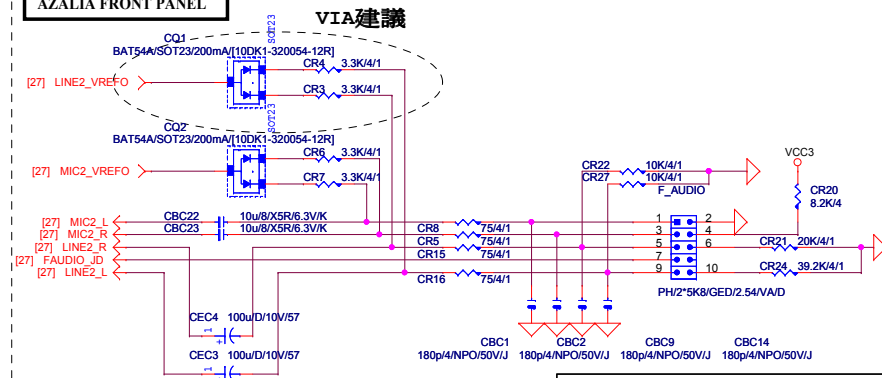 AZALIA FRONT PANEL
VIA建議
CQ1
SOT23
BAT54A/SOT23/200mA/[10DK1-320054-12R]
CR4 3.3K/4/1
[27] LINE2_VREFO
CR3 3.3K/4/1
SOT23
CQ2
BAT54A/SOT23/200mA/[10DK1-320054-12R]
CR6 3.3K/4/1
[27] MIC2_VREFO
CR7 3.3K/4/1
CR22 10K/4/1
CR27 10K/4/1
F_AUDIO
VCC3
CR20
8.2K/4
[27] MIC2_L CBC22 10u/8/X5R/6.3V/K
[27] MIC2_R CBC23 10u/8/X5R/6.3V/K
[27] LINE2_R
[27] FAUDIO_JD
[27] LINE2_L
CR8 75/4/1
CR5 75/4/1
CR15 75/4/1
CR16 75/4/1
1 2
3 4
5 6
7
9 10
CR21 20K/4/1
CR24 39.2K/4/1
PH/2*5K8/GED/2.54/VA/D
CEC4 100u/D/10V/57
1
+
CEC3 100u/D/10V/57
1
+
CBC1 CBC2 CBC9 CBC14
180p/4/NPO/50V/J 180p/4/NPO/50V/J 180p/4/NPO/50V/J 180p/4/NPO/50V/J